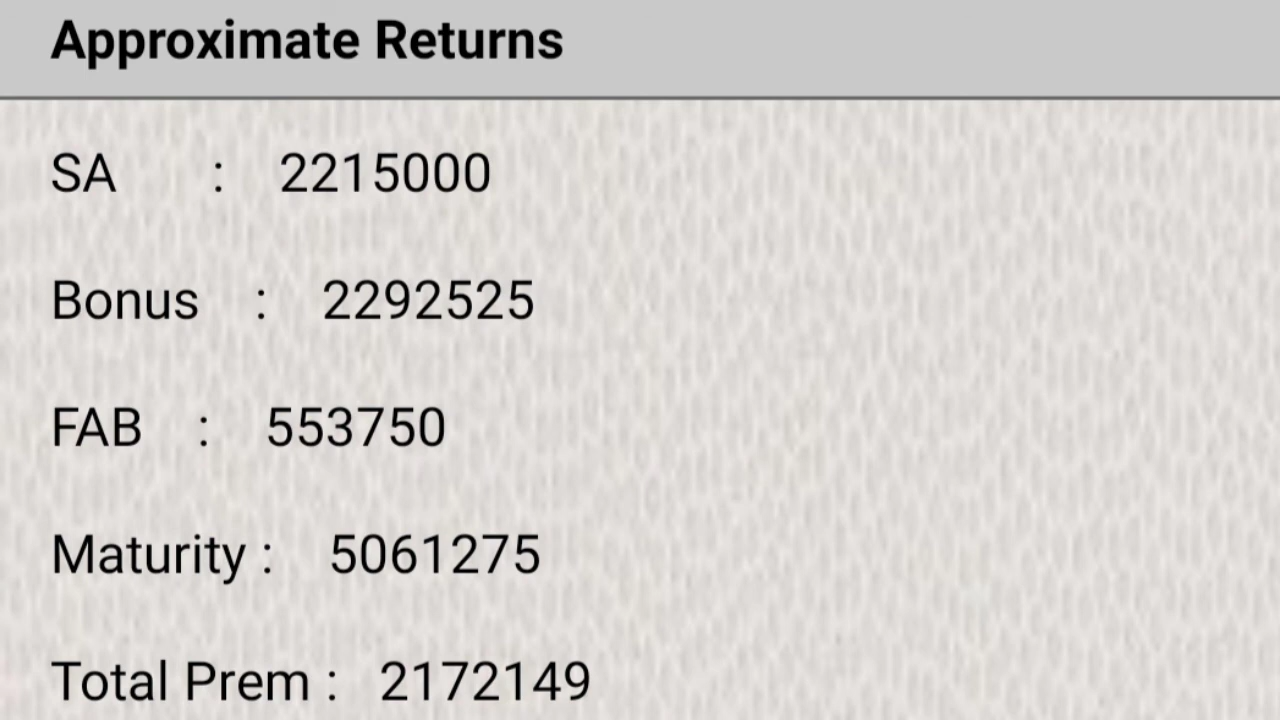 Approximate Returns
SA : 2215000
Bonus : 2292525
FAB : 553750
Maturity : 5061275
Total Prem : 2172149